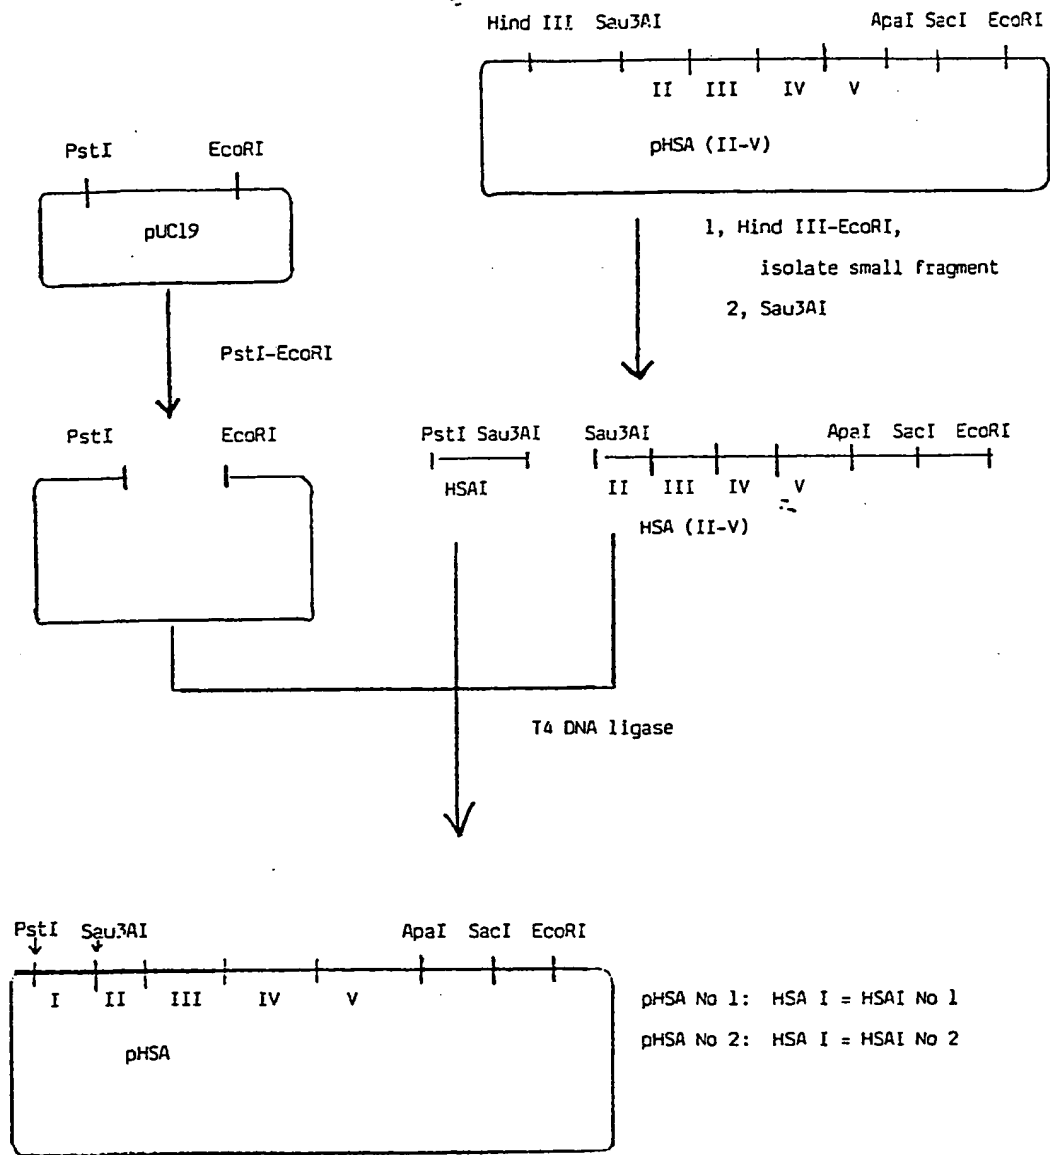 Hind III Sau3AI ApaI SacI EcoRI
II III IV V
pHSA (II-V)
PstI EcoRI
pUC19
1, Hind III-EcoRI,
isolate small fragment
2, Sau3AI
PstI-EcoRI
PstI EcoRI
PstI Sau3AI
HSAI
Sau3AI ApaI SacI EcoRI
II III IV V
HSA (II-V)
T4 DNA ligase
PstI Sau3AI ApaI SacI EcoRI
I II III IV V
pHSA
pHSA No 1: HSA I = HSAI No 1
pHSA No 2: HSA I = HSAI No 2